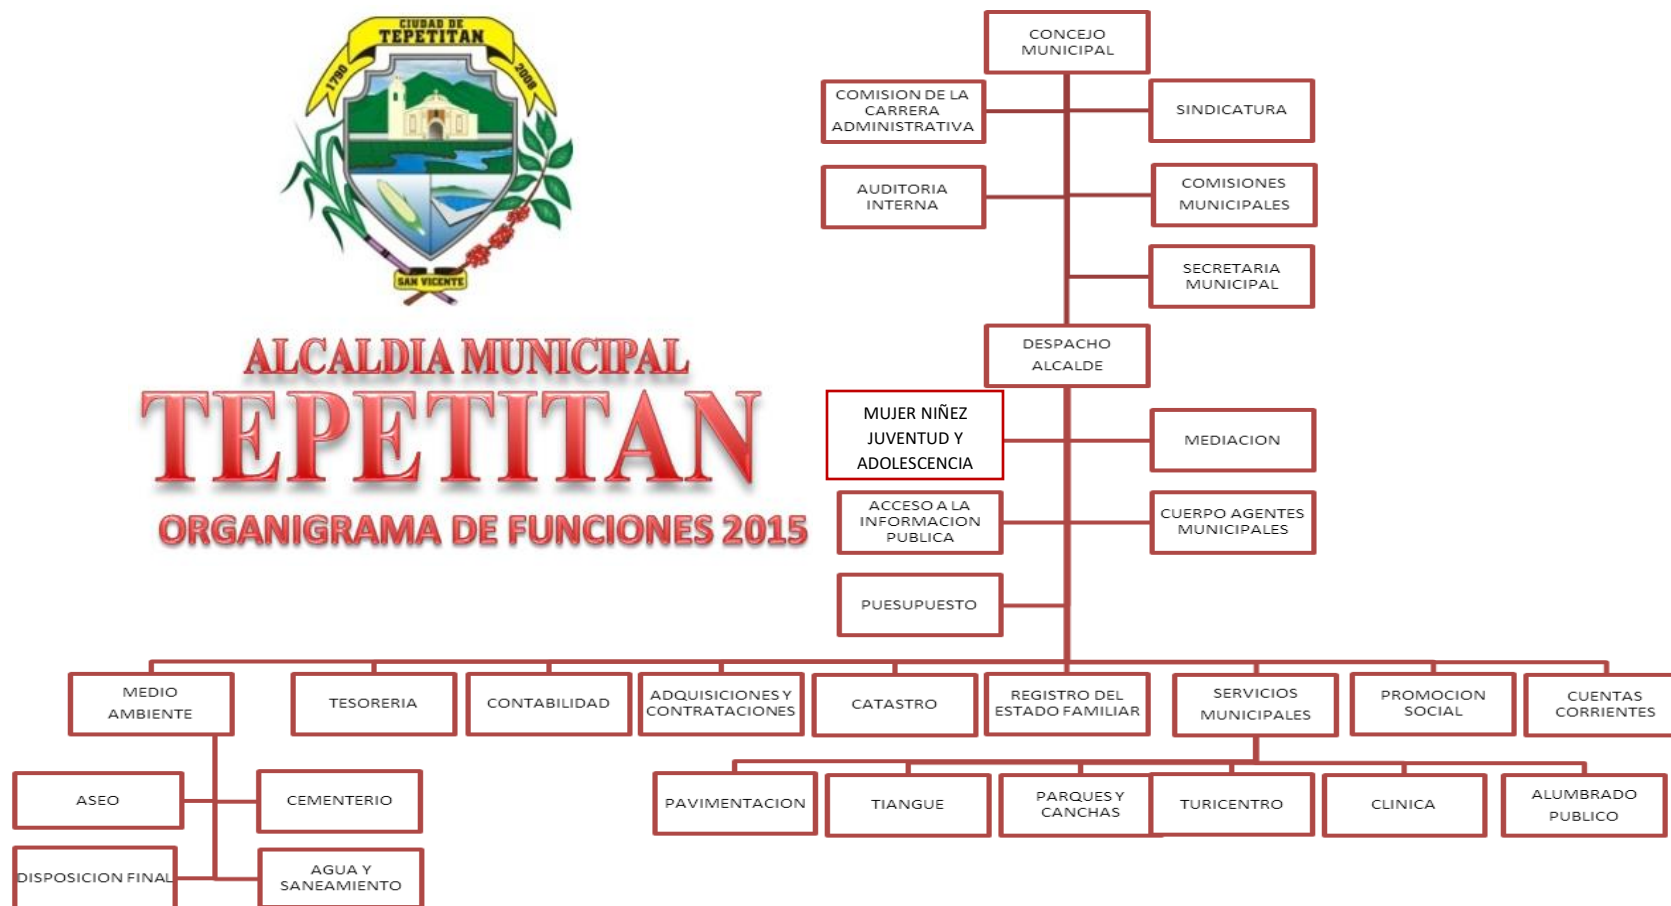 CIUDAD DE
TEPETITAN
1790
2008
SAN VICENTE
ALCALDIA MUNICIPAL
TEPETITAN
ORGANIGRAMA DE FUNCIONES 2015
CONCEJO
MUNICIPAL
COMISION DE LA
CARRERA
ADMINISTRATIVA
SINDICATURA
AUDITORIA
INTERNA
COMISIONES
MUNICIPALES
SECRETARIA
MUNICIPAL
DESPACHO
ALCALDE
MUJER NIÑEZ
JUVENTUD Y
ADOLESCENCIA
MEDIACION
ACCESO A LA
INFORMACION
PUBLICA
CUERPO AGENTES
MUNICIPALES
PUESUPUESTO
MEDIO
AMBIENTE
TESORERIA
CONTABILIDAD
ADQUISICIONES Y
CONTRATACIONES
CATASTRO
REGISTRO DEL
ESTADO FAMILIAR
SERVICIOS
MUNICIPALES
PROMOCION
SOCIAL
CUENTAS
CORRIENTES
ASEO
CEMENTERIO
DISPOSICION FINAL
AGUA Y
SANEAMIENTO
PAVIMENTACION
TIANGUE
PARQUES Y
CANCHAS
TURICENTRO
CLINICA
ALUMBRADO
PUBLICO